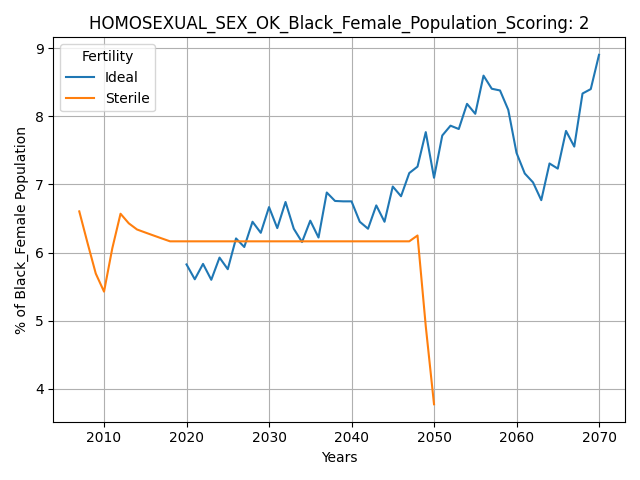 HOMOSEXUAL_SEX_OK_Black_Female_Population_Scoring: 2
Fertility
Ideal
Sterile
% of Black_Female Population
9
8
7
6
5
4
2010 2020 2030 2040 2050 2060 2070
Years